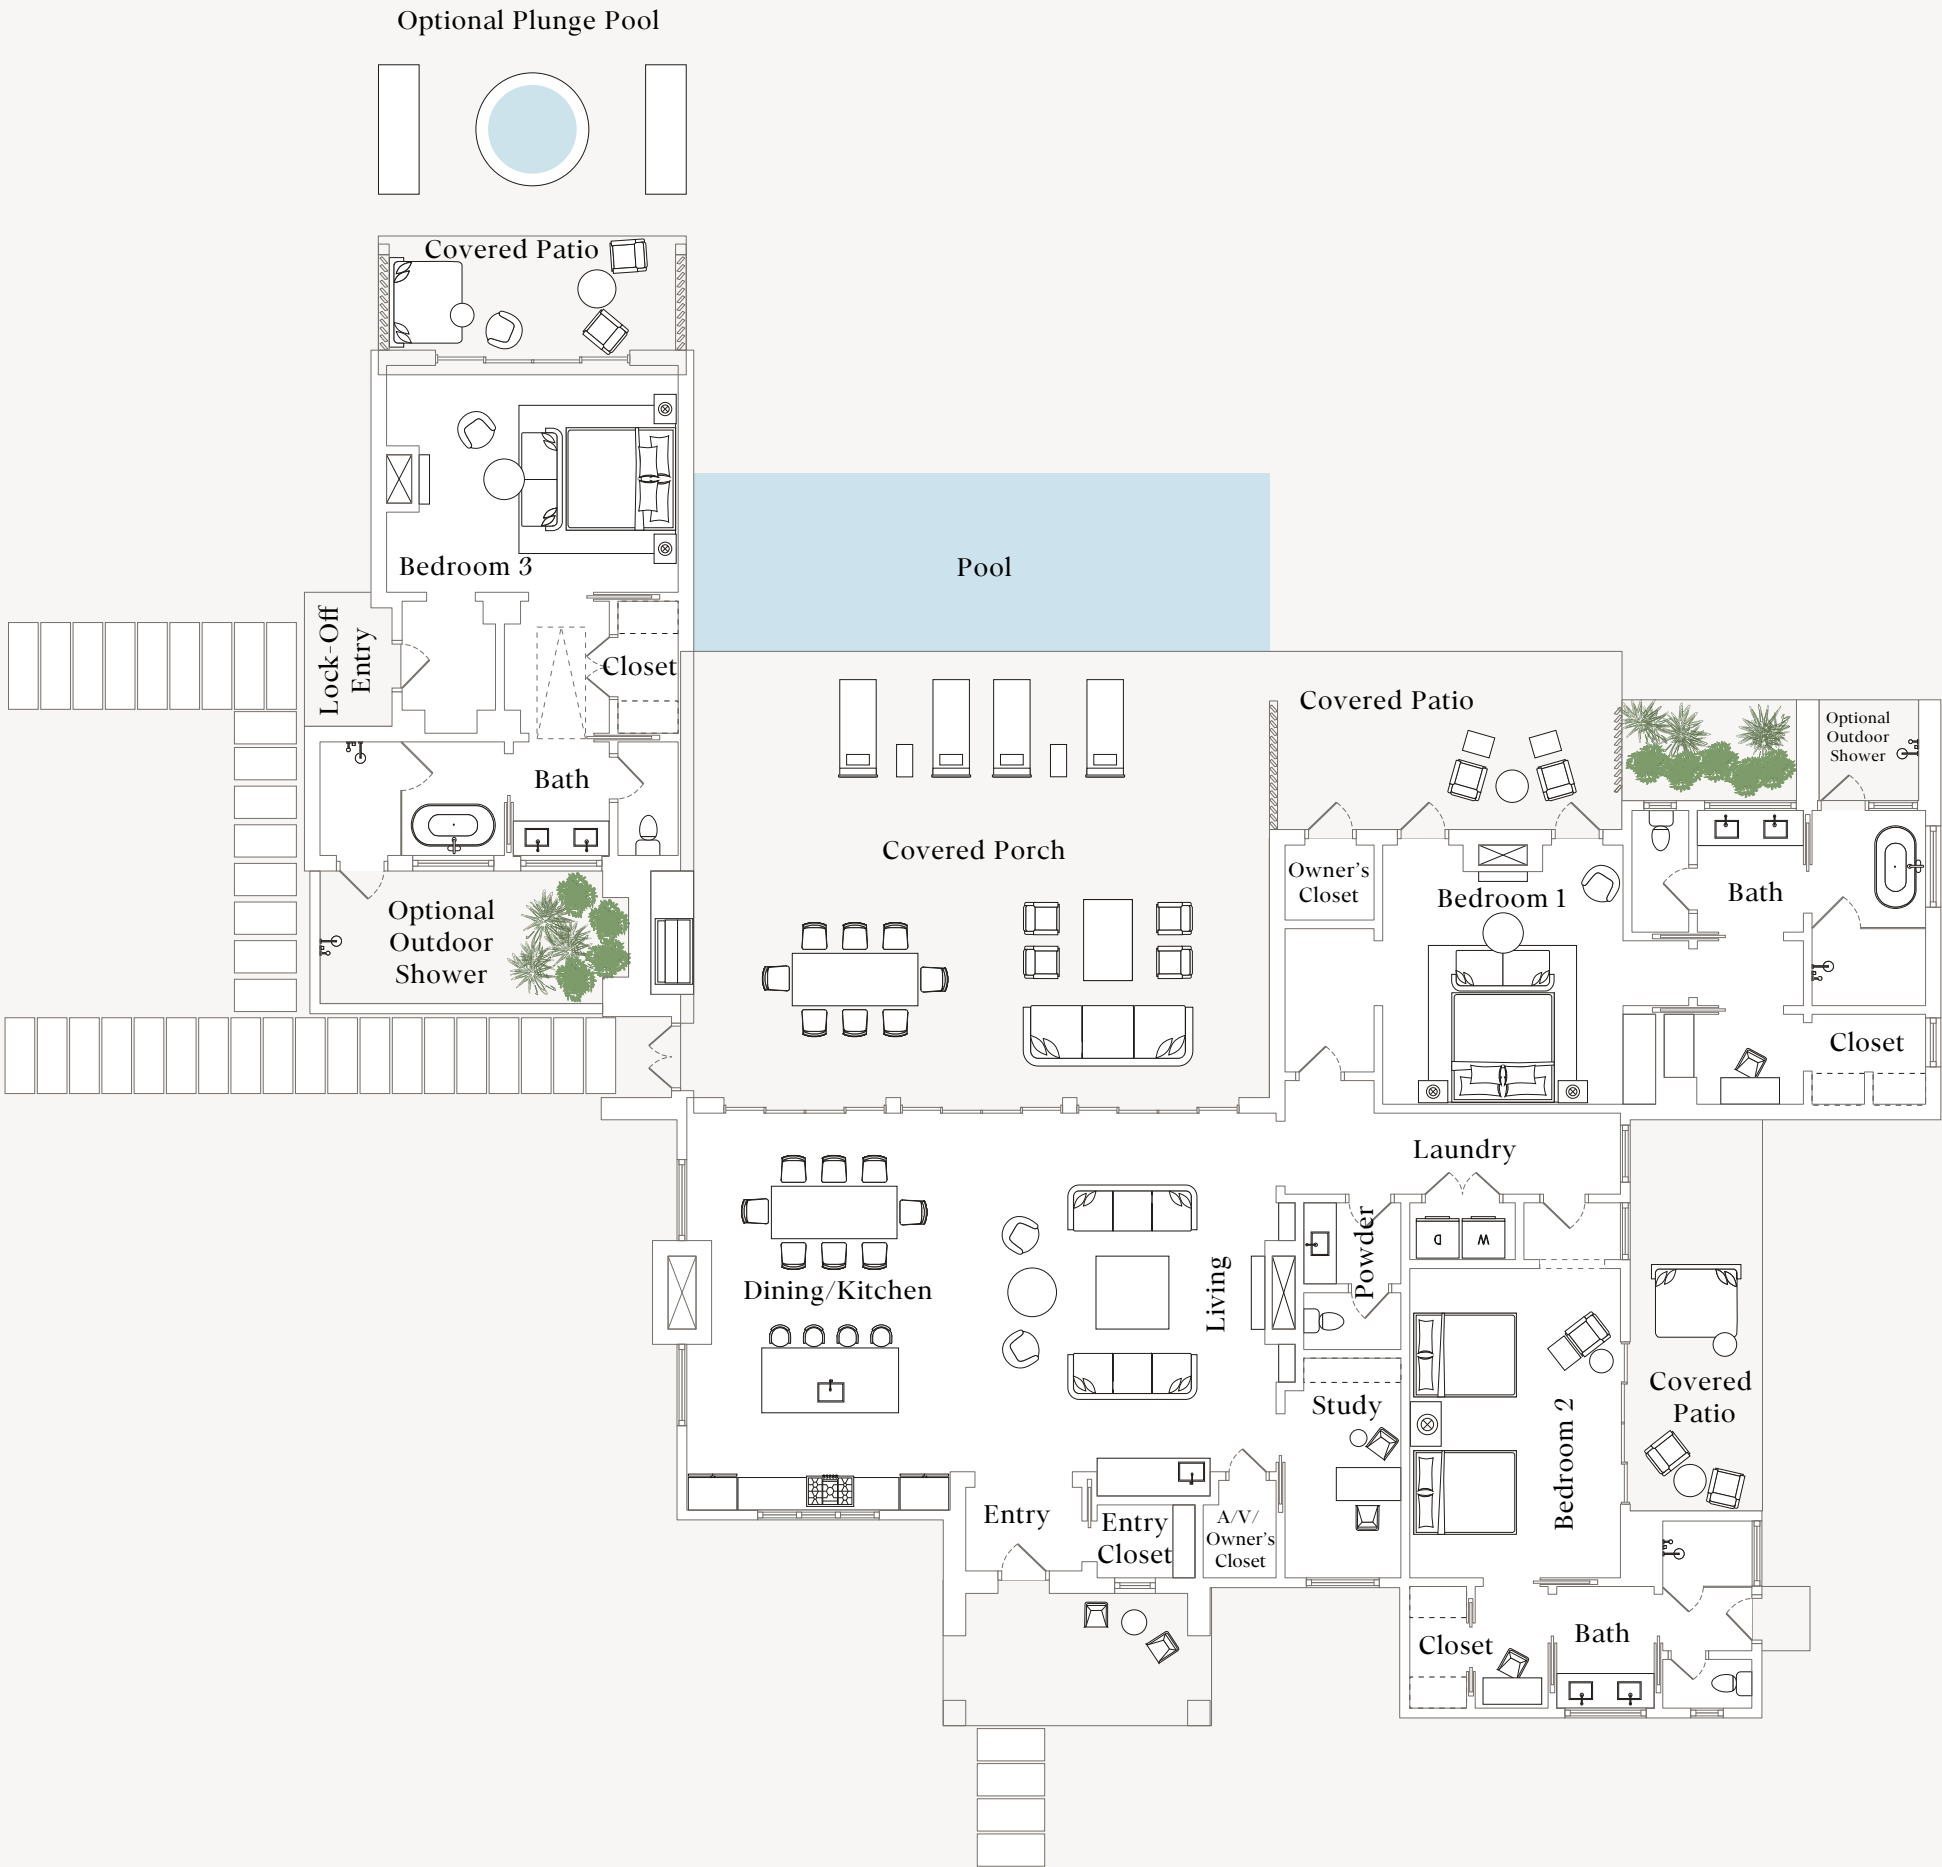 Optional Plunge Pool
Covered Patio
Bedroom 3
Pool
Lock-Off
Entry
Closet
Covered Patio
Optional
Outdoor
Shower
Bath
Covered Porch
Owner's
Closet
Bedroom 1
Bath
Optional
Outdoor
Shower
Closet
Laundry
Powder
D
W
Dining/Kitchen
Living
Covered
Patio
Study
Bedroom 2
Entry
Entry
Closet
A/V/
Owner's
Closet
Closet
Bath